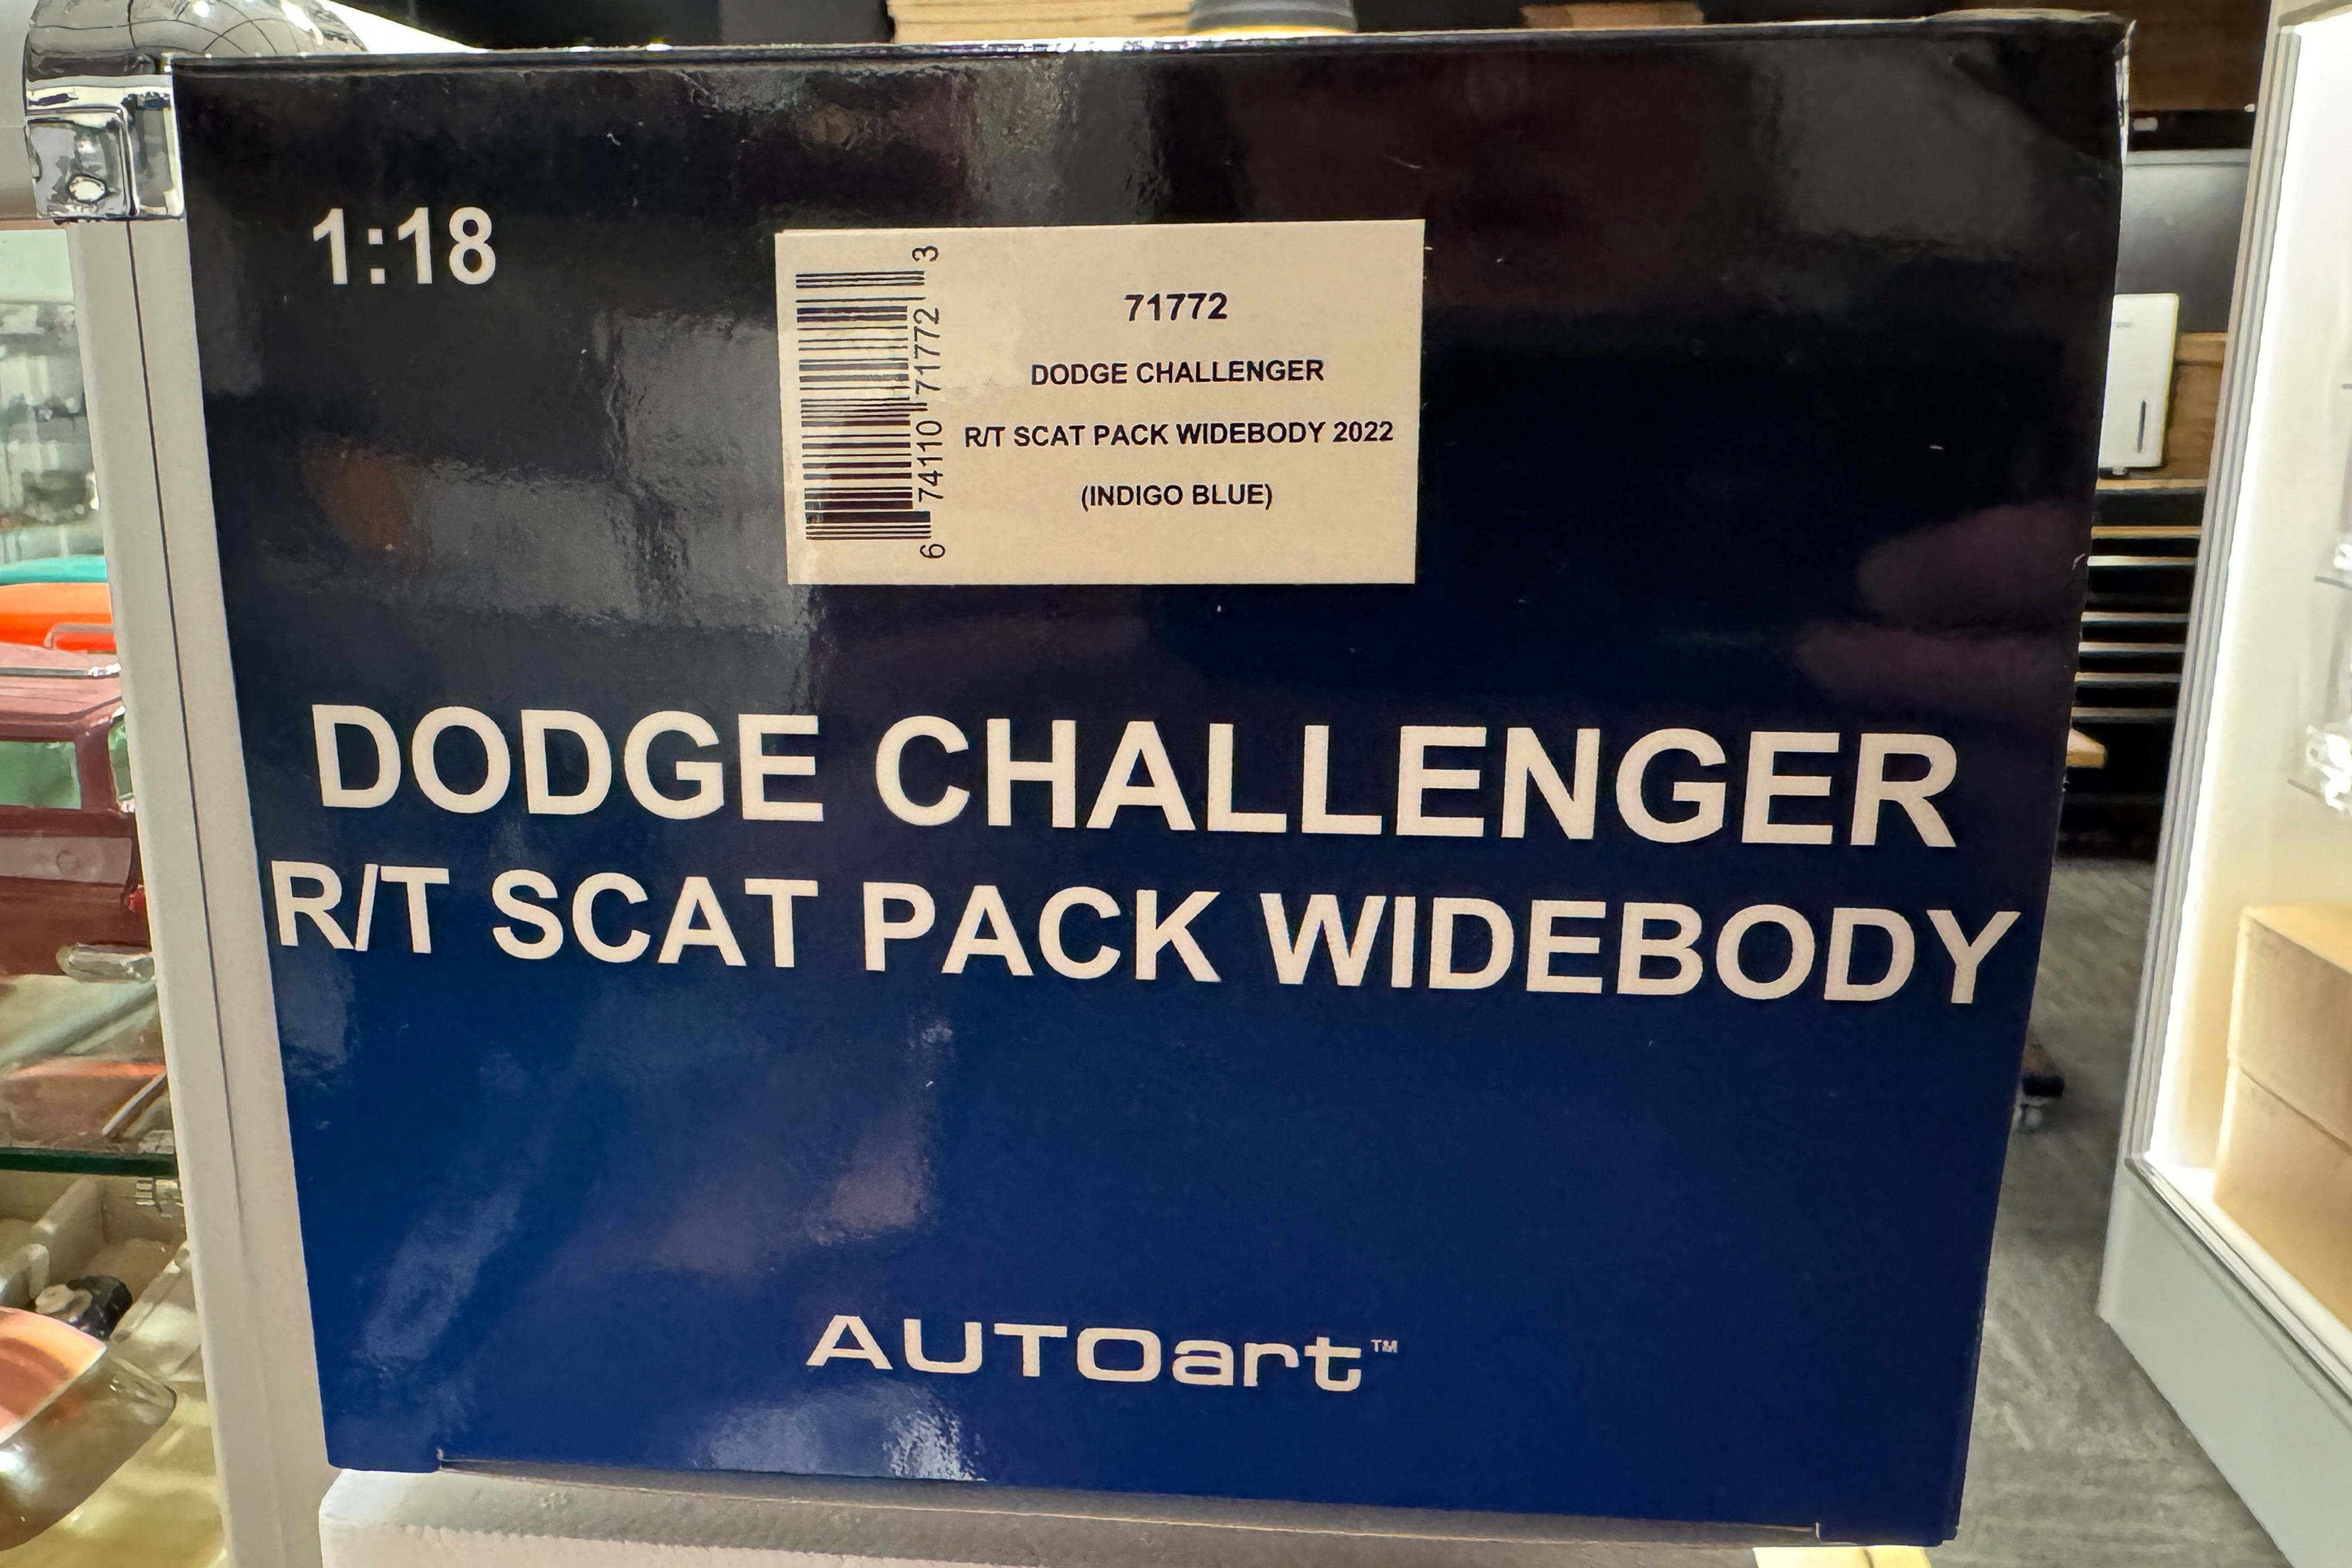 1:18
71772
DODGE CHALLENGER
R/T SCAT PACK WIDEBODY 2022
(INDIGO BLUE)
6 74110 71772 3
DODGE CHALLENGER
R/T SCAT PACK WIDEBODY
AUTOart™